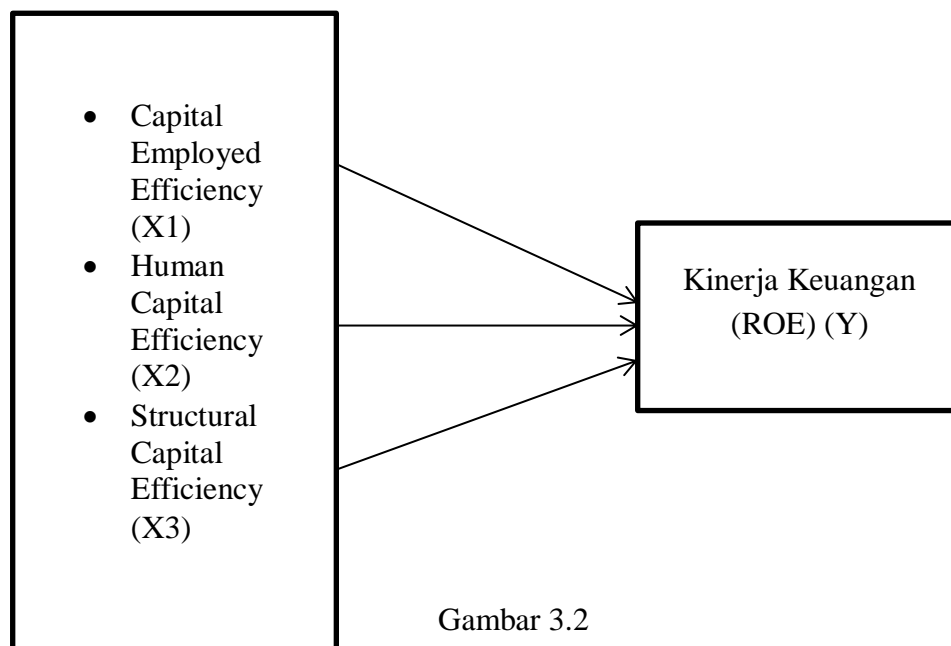 • Capital
Employed
Efficiency
(X1)
• Human
Capital
Efficiency
(X2)
• Structural
Capital
Efficiency
(X3)
Kinerja Keuangan
(ROE) (Y)
Gambar 3.2